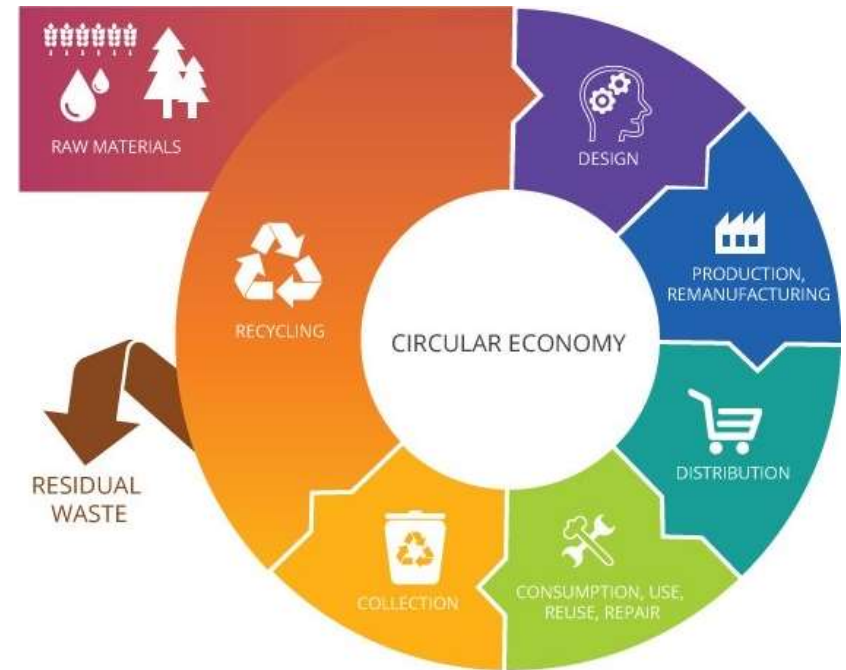 RAW MATERIALS
DESIGN
PRODUCTION,
REMANUFACTURING
RECYCLING
CIRCULAR ECONOMY
DISTRIBUTION
RESIDUAL
WASTE
CONSUMPTION, USE,
REUSE, REPAIR
COLLECTION